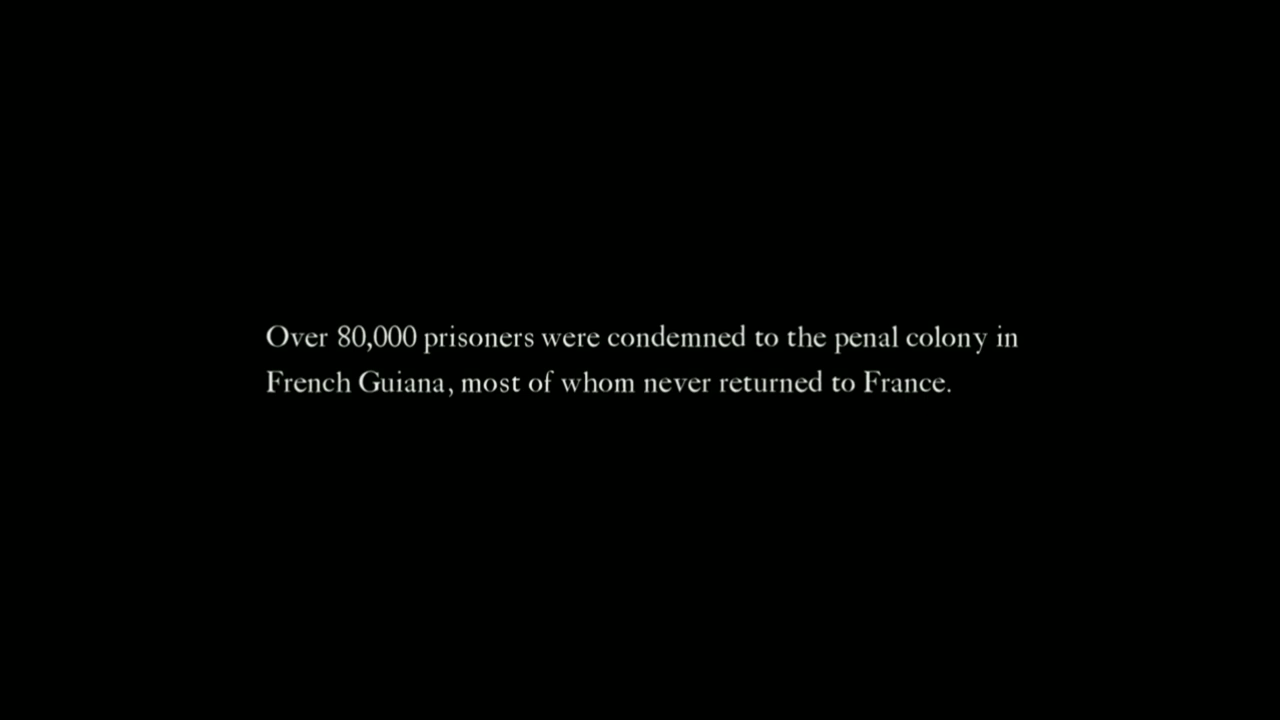 Over 80,000 prisoners were condemned to the penal colony in
French Guiana, most of whom never returned to France.